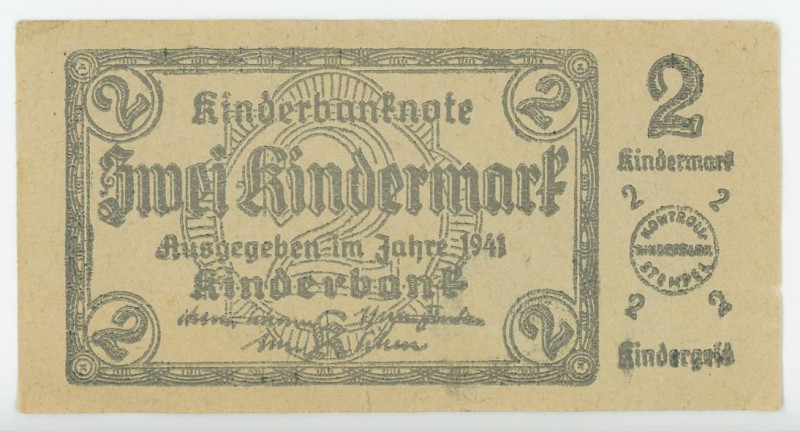 2 2
Kinderbanknote
Zwei Kindermark
Ausgegeben im Jahre 1941
Kinderbank
2 2
2
2
Kindermark
2 2
KONTROLL-
KINDERBANK
STEMPEL
2 2
Kindergeld